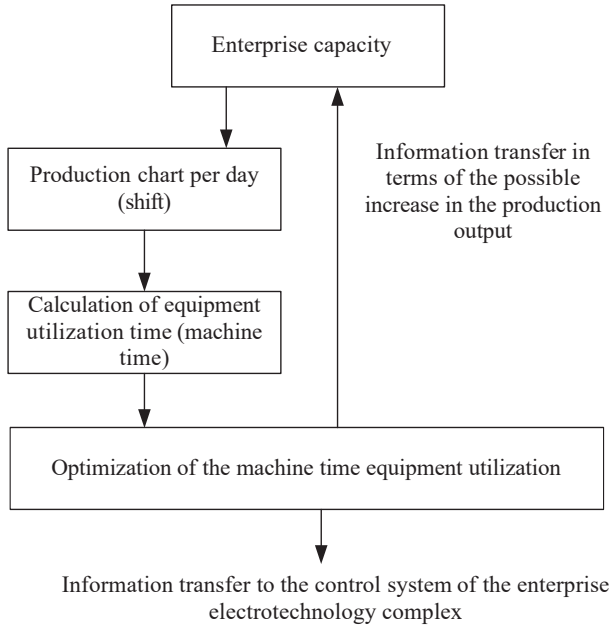 Enterprise capacity
Production chart per day
(shift)
Information transfer in
terms of the possible
increase in the production
output
Calculation of equipment
utilization time (machine
time)
Optimization of the machine time equipment utilization
Information transfer to the control system of the enterprise
electrotechnology complex